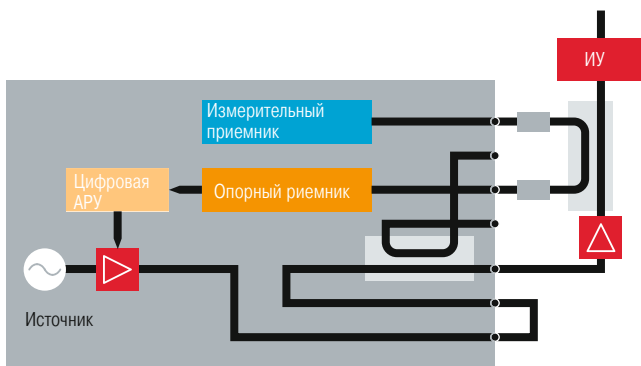 ИУ
Измерительный
приемник
Цифровая
АРУ
Опорный риемник
Источник